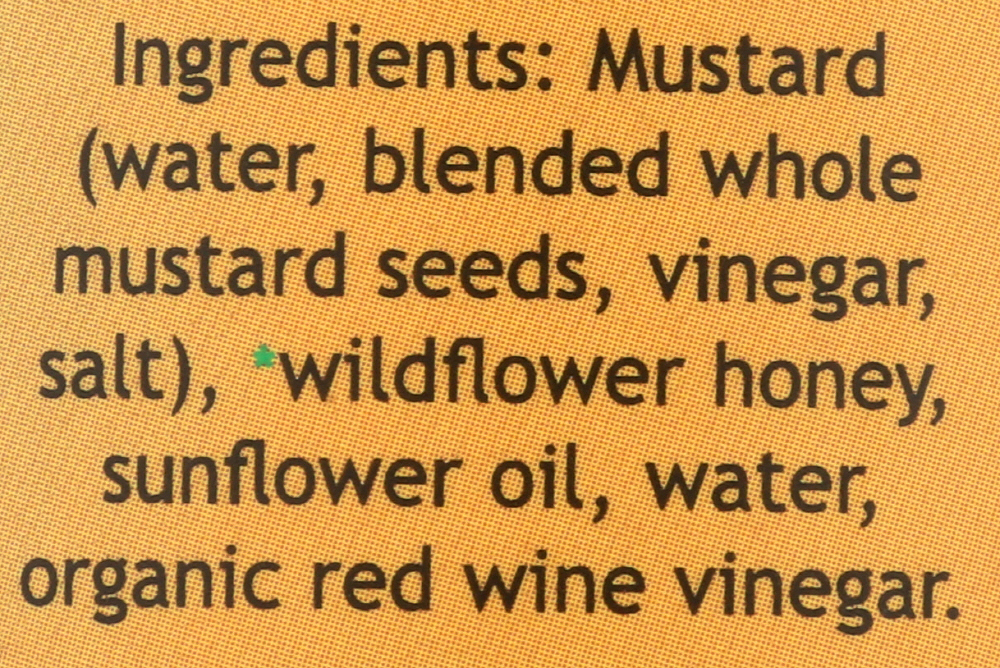 Ingredients: Mustard
(water, blended whole
mustard seeds, vinegar,
salt), *wildflower honey,
sunflower oil, water,
organic red wine vinegar.